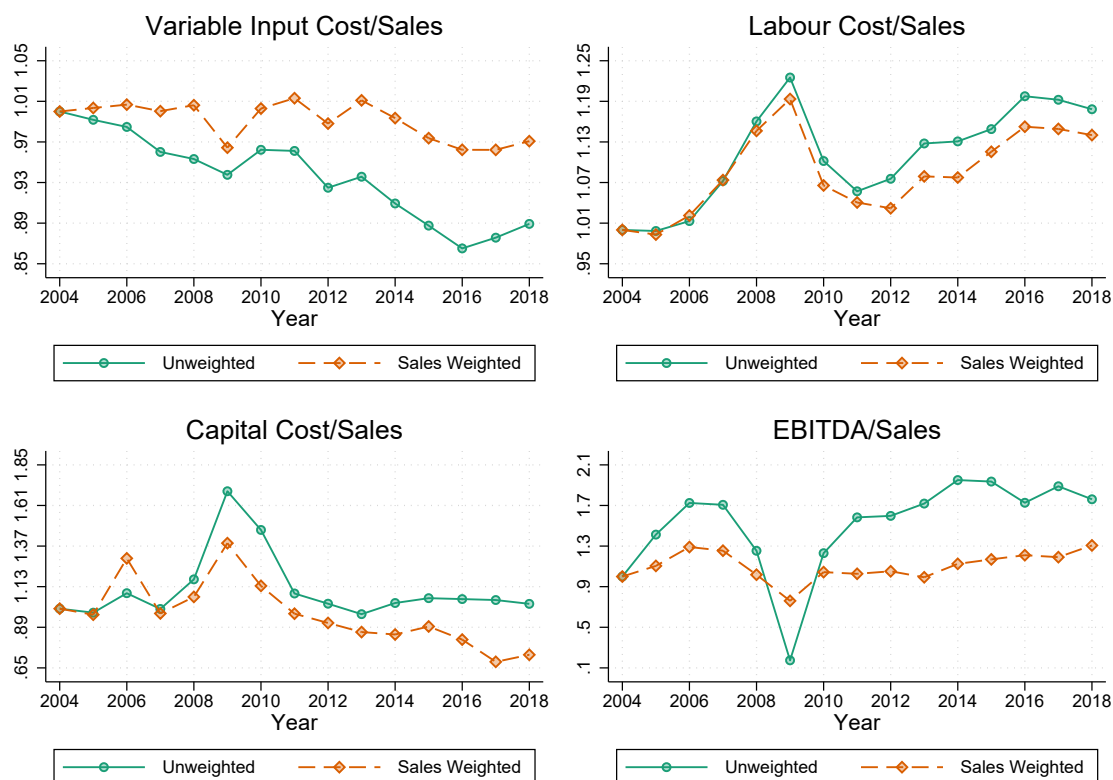 Variable Input Cost/Sales
1.05
1.01
.97
.93
.89
.85
2004 2006 2008 2010 2012 2014 2016 2018
Year
Unweighted Sales Weighted
Labour Cost/Sales
1.25
1.19
1.13
1.07
1.01
.95
2004 2006 2008 2010 2012 2014 2016 2018
Year
Unweighted Sales Weighted
Capital Cost/Sales
1.85
1.61
1.37
1.13
.89
.65
2004 2006 2008 2010 2012 2014 2016 2018
Year
Unweighted Sales Weighted
EBITDA/Sales
2.1
1.7
1.3
.9
.5
.1
2004 2006 2008 2010 2012 2014 2016 2018
Year
Unweighted Sales Weighted